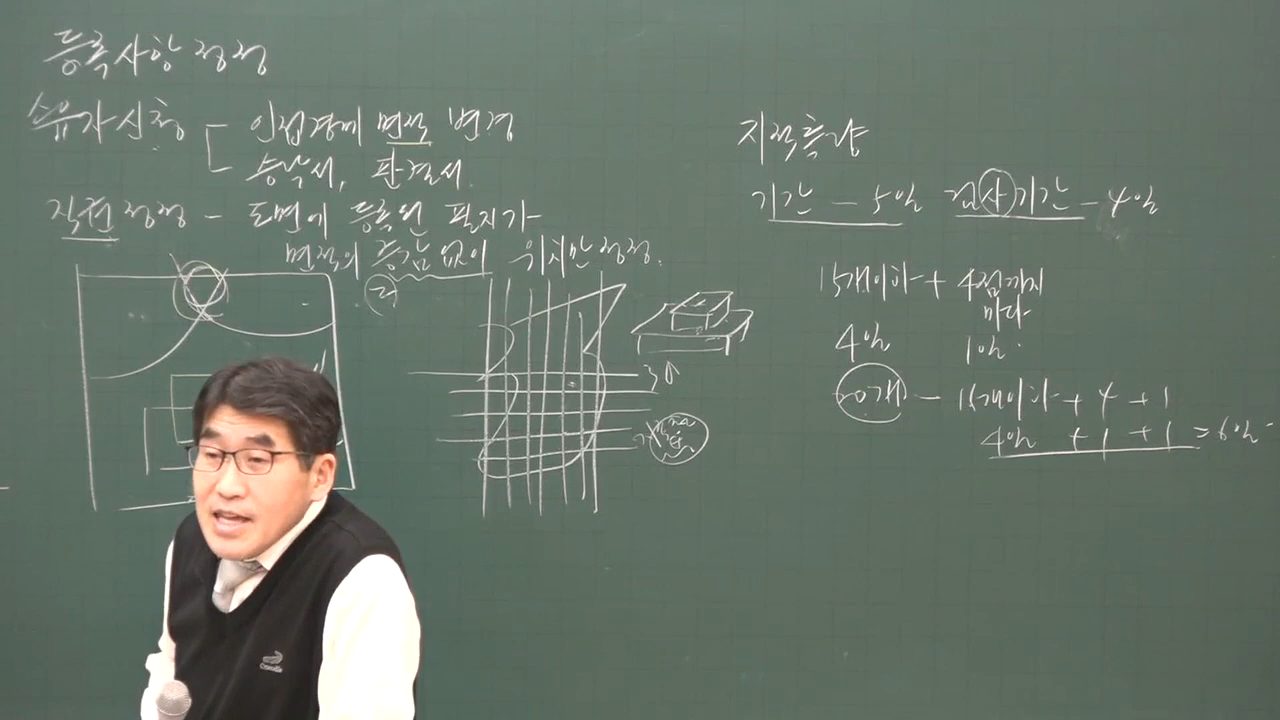 등록사항정정
소유자신청 - 인접경계 면적 변경
승낙서, 판결서.
직권정정 - 도면에 등록된 필지가
면적의 증감 없이 위치만 정정.
지적측량
기간 - 5일 검사기간 - 4일
15개이하 + 4점까지
마다
4일 1일.
20개 - 15개이하 + 4 + 1
4일 + 1 + 1 = 6일
Crocodile